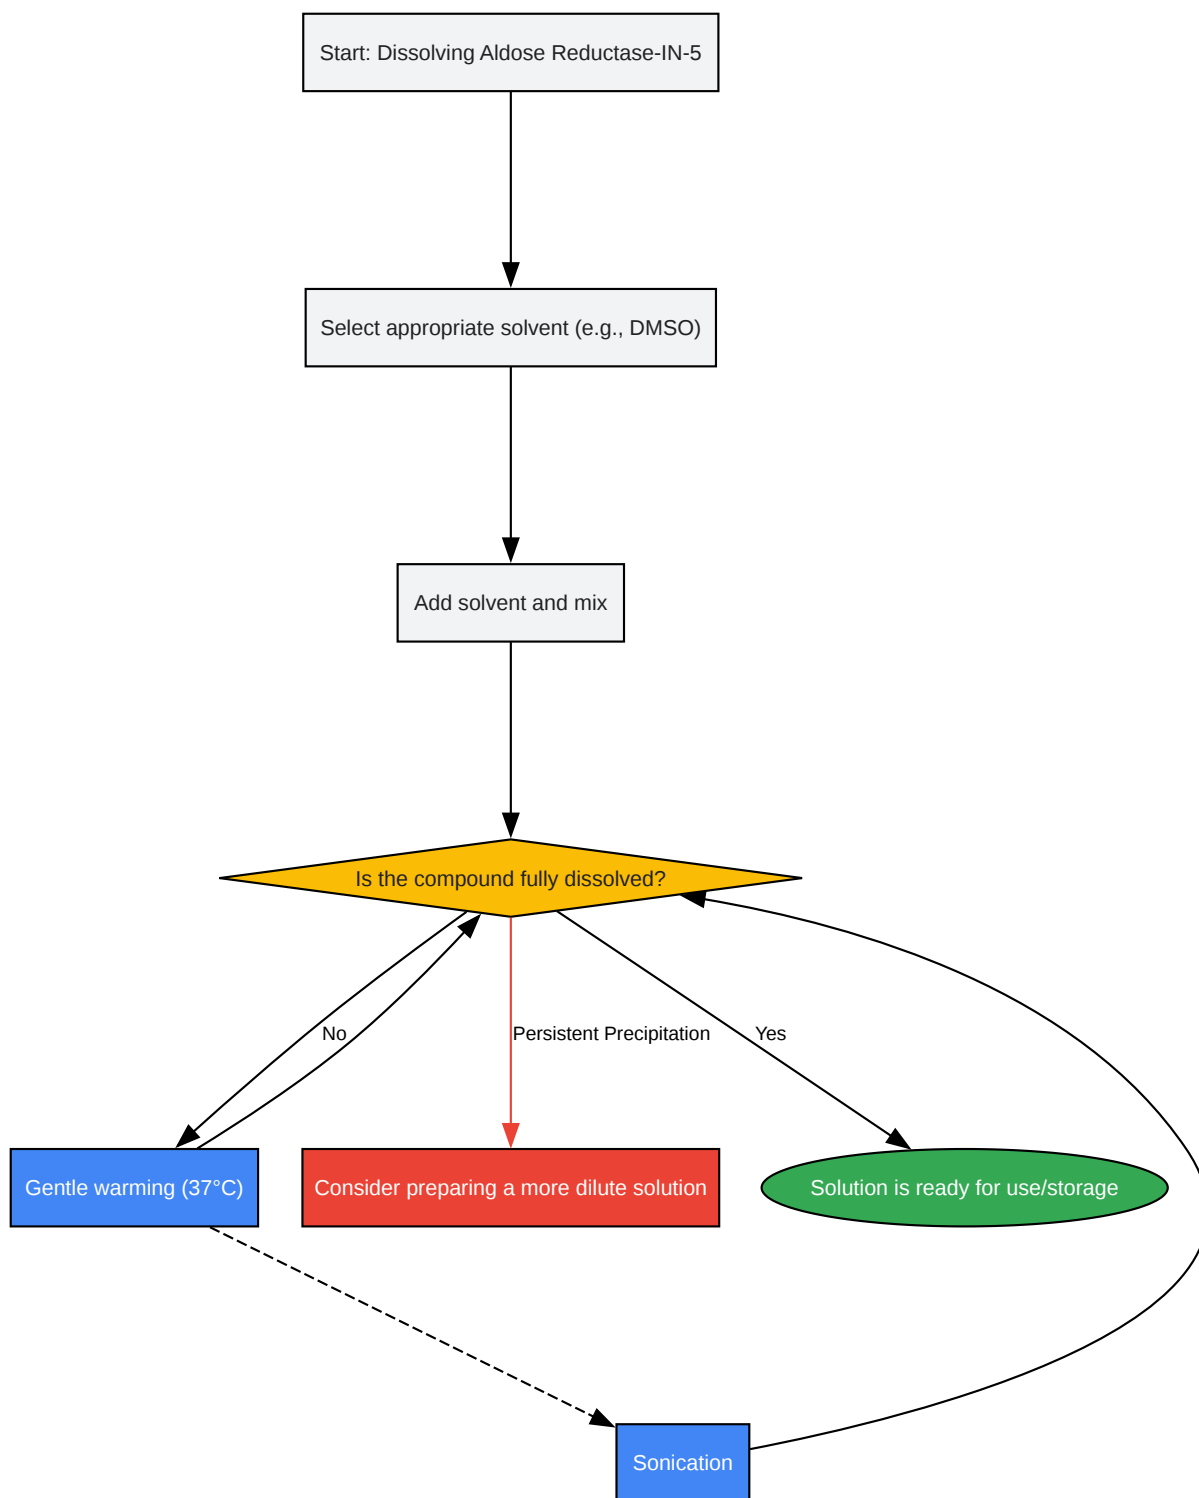 Start: Dissolving Aldose Reductase-IN-5
Select appropriate solvent (e.g., DMSO)
Add solvent and mix
Is the compound fully dissolved?
No
Persistent Precipitation
Yes
Gentle warming (37°C)
Consider preparing a more dilute solution
Solution is ready for use/storage
Sonication